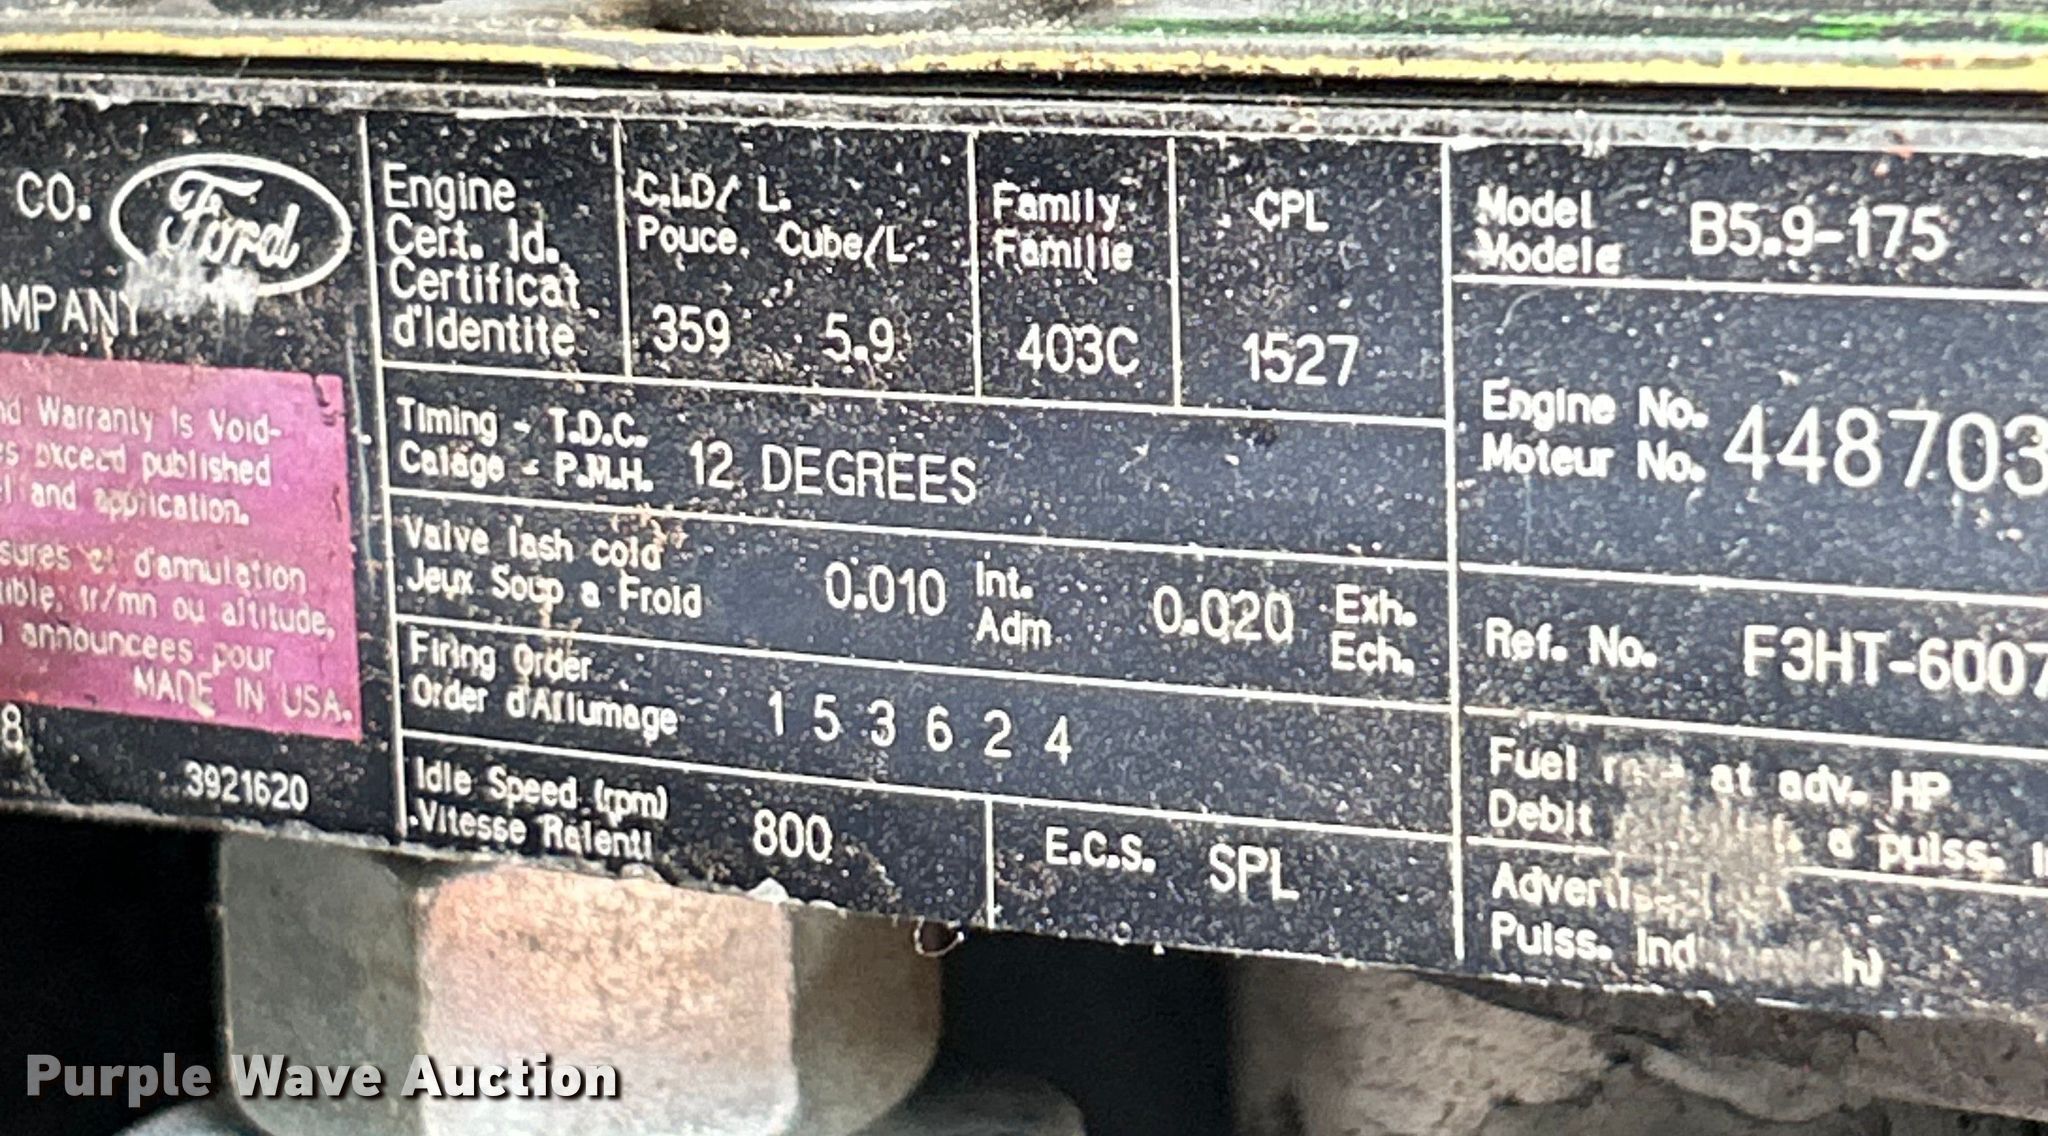 CO. Ford
MPANY
nd Warranty Is Void-
es exceed published
el and application.
sures et d'annulation
tr/mn ou altitude,
announcees pour
MADE IN USA.
8
3921620
Engine
Cert. Id.
Certificat
d'Identite
C.I.D/ L.
Pouce. Cube/L.
359 5.9
Family
Familie
403C
CPL
1527
Timing - T.D.C.
Calage - P.M.H. 12 DEGREES
Valve lash cold
Jeux Soup a Froid
0.010 Int.
Adm
0.020 Exh.
Ech.
Firing Order
Order d'Allumage
1 5 3 6 2 4
Idle Speed (rpm)
Vitesse Ralenti
800
E.C.S. SPL
Model
Modele
B5.9-175
Engine No.
Moteur No.
448703
Ref. No. F3HT-6007
Fuel at adv. HP
Debit a puiss.
Puiss. Ind
Purple Wave Auction